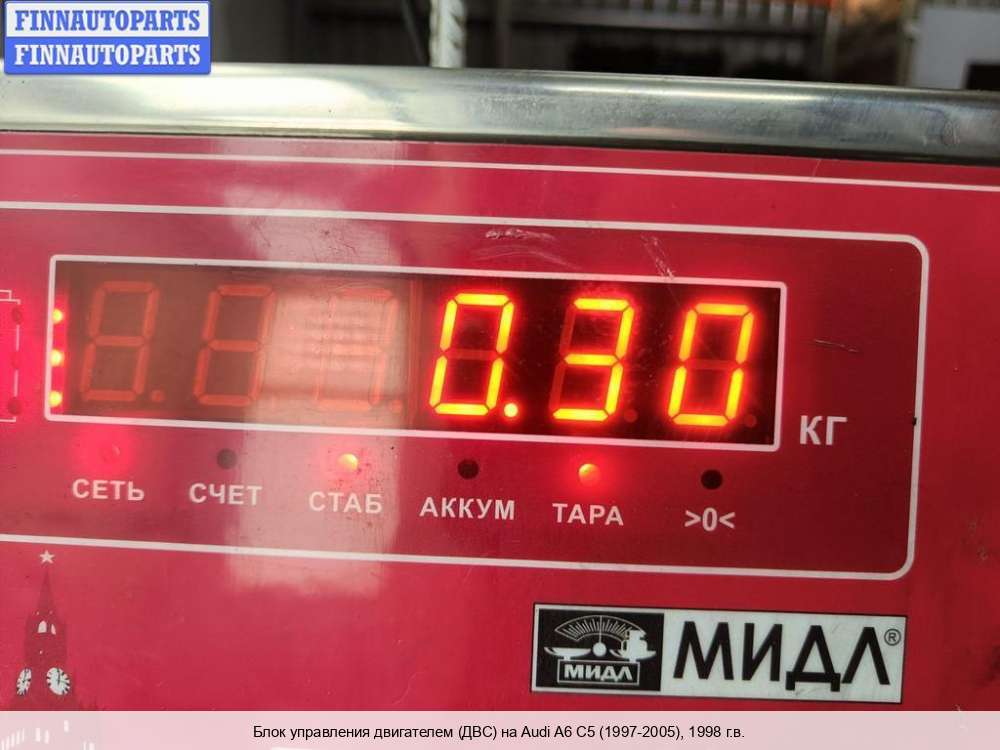 FINNAUTOPARTS
FINNAUTOPARTS
0.30
КГ
СЕТЬ СЧЕТ СТАБ АККУМ ТАРА >0<
МИДЛ МИДЛ®
Блок управления двигателем (ДВС) на Audi A6 C5 (1997-2005), 1998 г.в.